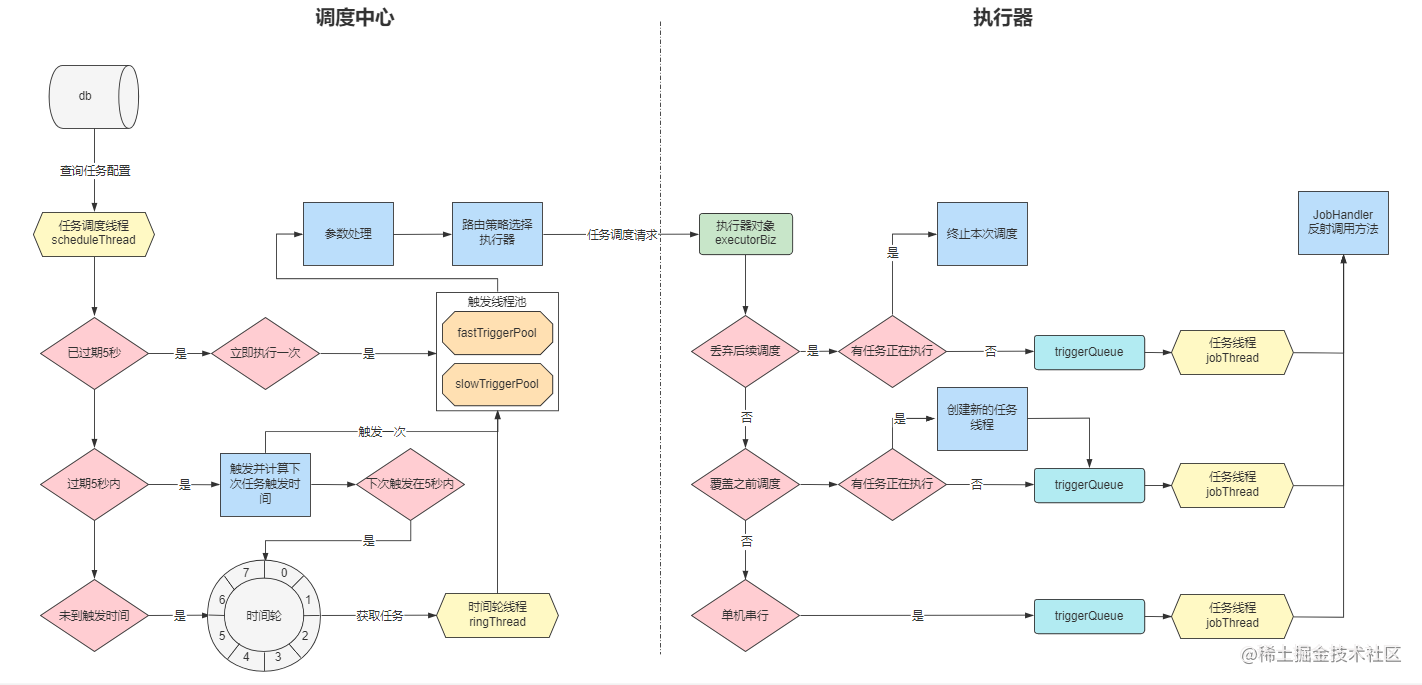 调度中心
执行器
db
查询任务配置
任务调度线程
scheduleThread
参数处理
路由策略选择
执行器
任务调度请求
执行器对象
executorBiz
是
终止本次调度
JobHandler
反射调用方法
触发线程池
fastTriggerPool
slowTriggerPool
已过期5秒
是
立即执行一次
是
丢弃后续调度
是
有任务正在执行
否
triggerQueue
任务线程
jobThread
否
是
创建新的任务
线程
触发一次
过期5秒内
是
触发并计算下
次任务触发时
间
下次触发在5秒内
覆盖之前调度
有任务正在执行
否
triggerQueue
任务线程
jobThread
是
否
未到触发时间
是
时间轮
0
1
2
3
4
5
6
7
获取任务
时间轮线程
ringThread
单机串行
是
triggerQueue
任务线程
jobThread
@稀土掘金技术社区